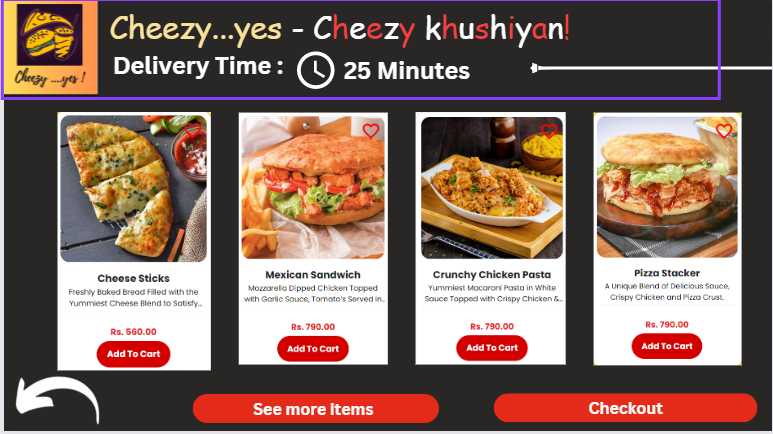 Cheezy...yes - Cheezy khushiyan!
Cheezy ....yes !
Delivery Time : 25 Minutes
Cheese Sticks
Freshly Baked Bread Filled with the
Yummiest Cheese Blend to Satisfy...
Rs. 560.00
Add To Cart
Mexican Sandwich
Mozzarella Dipped Chicken Topped
with Garlic Sauce, Tomato's Served in..
Rs. 790.00
Add To Cart
Crunchy Chicken Pasta
Yummiest Macaroni Pasta in White
Sauce Topped with Crispy Chicken &..
Rs. 790.00
Add To Cart
Pizza Stacker
A Unique Blend of Delicious Sauce,
Crispy Chicken and Pizza Crust.
Rs. 790.00
Add To Cart
See more Items
Checkout